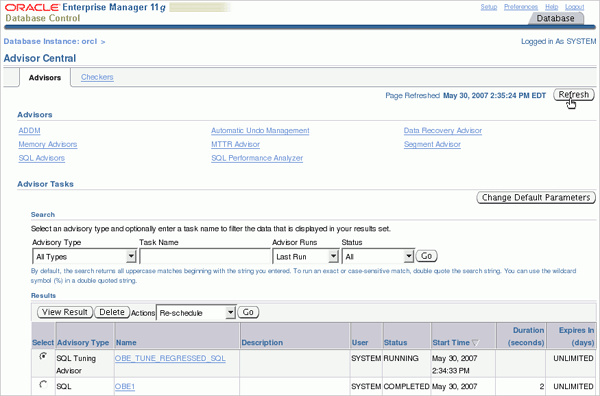 ORACLE Enterprise Manager 11g
Database Control
Setup Preferences Help Logout
Database
Database Instance: orcl >
Logged in As SYSTEM
Advisor Central
Advisors Checkers
Page Refreshed May 30, 2007 2:35:24 PM EDT Refresh
Advisors
ADDM Automatic Undo Management Data Recovery Advisor
Memory Advisors MTTR Advisor Segment Advisor
SQL Advisors SQL Performance Analyzer
Advisor Tasks
Change Default Parameters
Search
Select an advisory type and optionally enter a task name to filter the data that is displayed in your results set.
Advisory Type Task Name Advisor Runs Status
All Types Last Run All Go
By default, the search returns all uppercase matches beginning with the string you entered. To run an exact or case-sensitive match, double quote the search string. You can use the wildcard
symbol (%) in a double quoted string.
Results
View Result Delete Actions Re-schedule Go
Select Advisory Type Name Description User Status Start Time Duration (seconds) Expires In (days)
SQL Tuning Advisor OBE_TUNE_REGRESSED_SQL SYSTEM RUNNING May 30, 2007 2:34:33 PM UNLIMITED
SQL OBE1 SYSTEM COMPLETED May 30, 2007 2 UNLIMITED